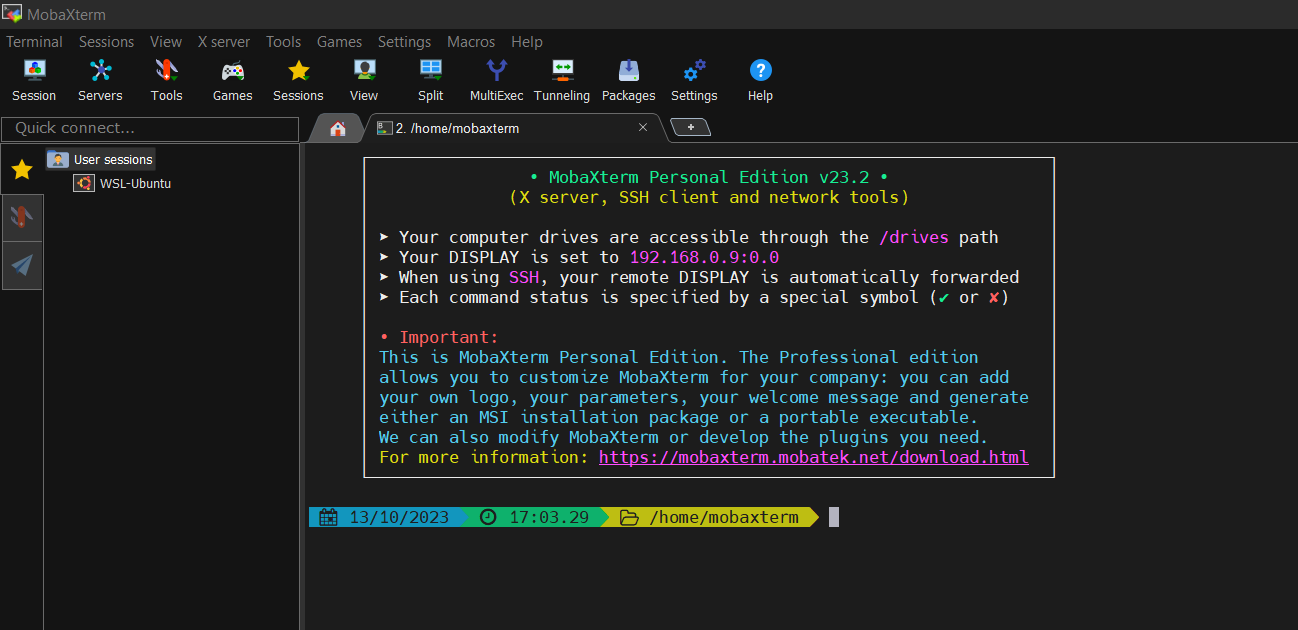 MobaXterm
Terminal Sessions View X server Tools Games Settings Macros Help
Session Servers Tools Games Sessions View Split MultiExec Tunneling Packages Settings Help
Quick connect...
2. /home/mobaxterm
User sessions
WSL-Ubuntu
• MobaXterm Personal Edition v23.2 •
(X server, SSH client and network tools)
➤ Your computer drives are accessible through the /drives path
➤ Your DISPLAY is set to 192.168.0.9:0.0
➤ When using SSH, your remote DISPLAY is automatically forwarded
➤ Each command status is specified by a special symbol (✔ or ✘)
• Important:
This is MobaXterm Personal Edition. The Professional edition
allows you to customize MobaXterm for your company: you can add
your own logo, your parameters, your welcome message and generate
either an MSI installation package or a portable executable.
We can also modify MobaXterm or develop the plugins you need.
For more information: https://mobaxterm.mobatek.net/download.html
13/10/2023 17:03.29 /home/mobaxterm